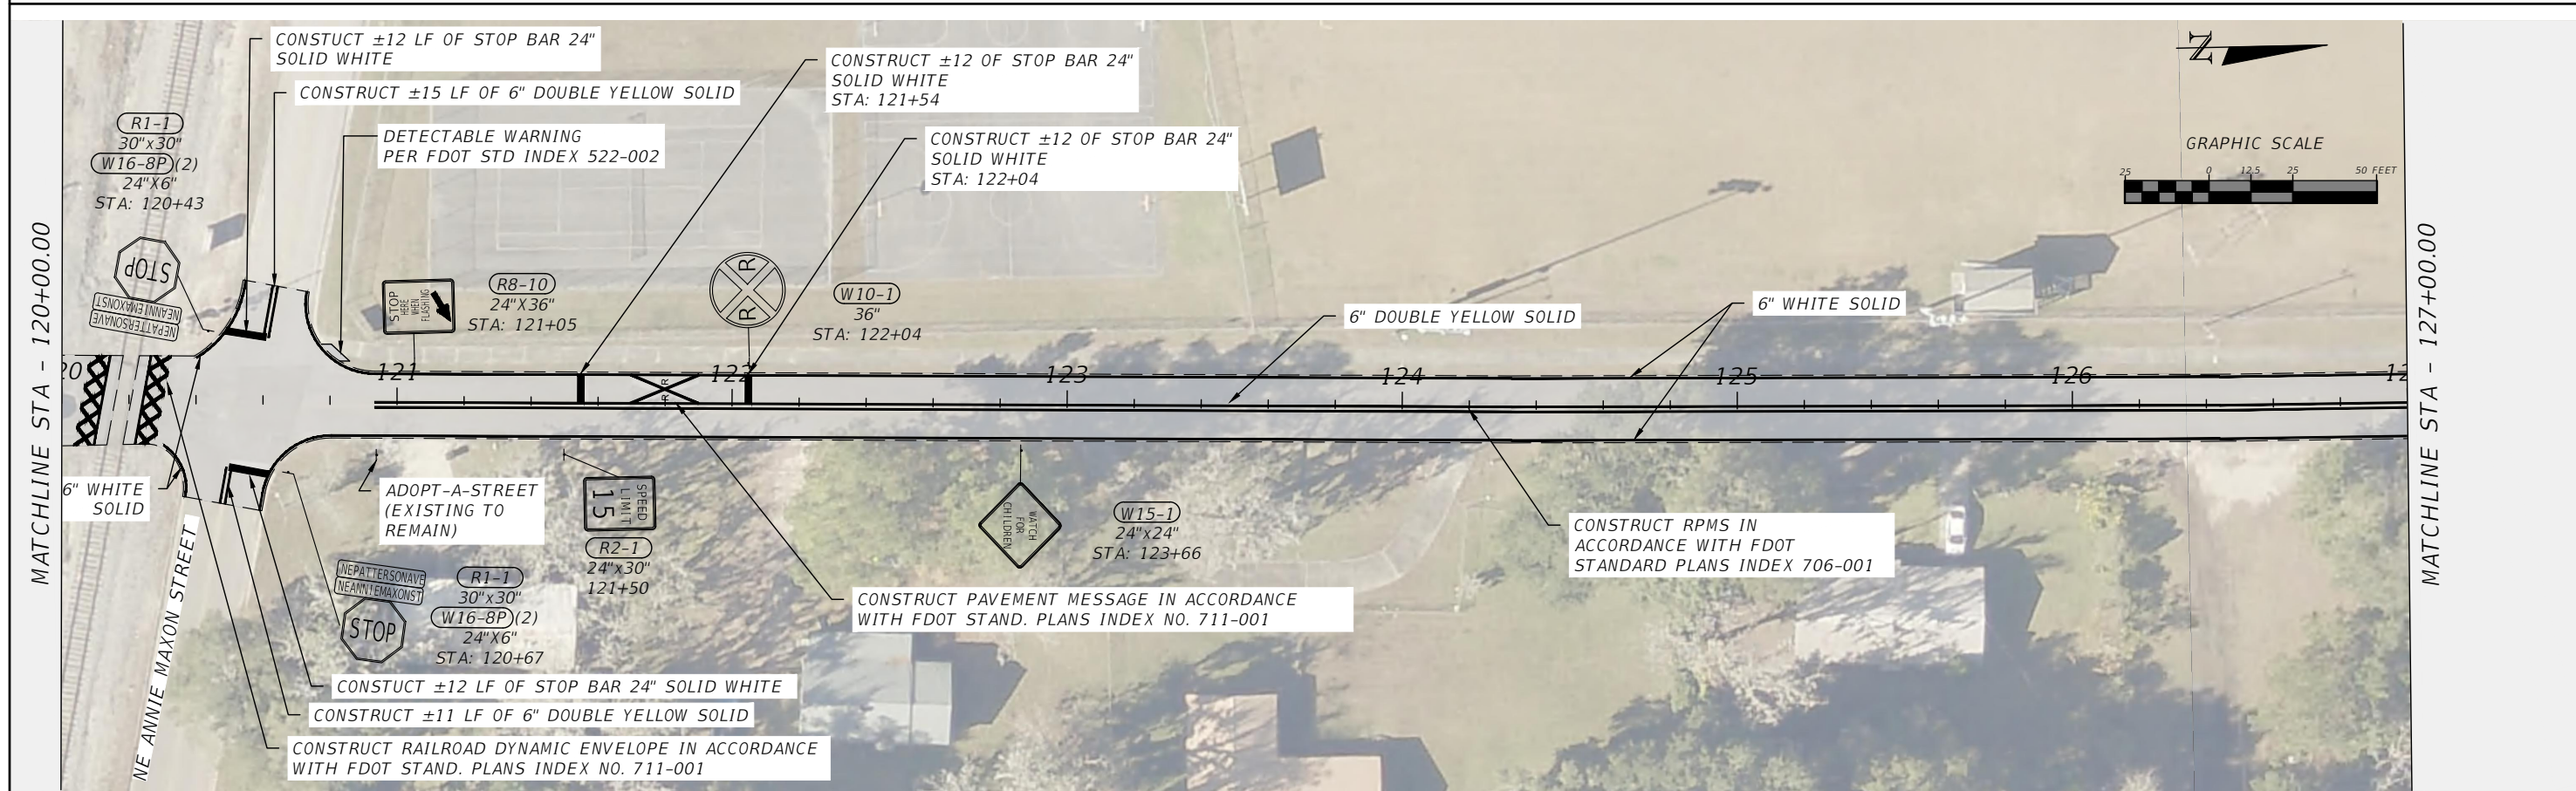 CONSTUCT ±12 LF OF STOP BAR 24"
SOLID WHITE
CONSTRUCT ±15 LF OF 6" DOUBLE YELLOW SOLID
DETECTABLE WARNING
PER FDOT STD INDEX 522-002
CONSTRUCT ±12 OF STOP BAR 24"
SOLID WHITE
STA: 121+54
CONSTRUCT ±12 OF STOP BAR 24"
SOLID WHITE
STA: 122+04
N
GRAPHIC SCALE
25 0 12.5 25 50 FEET
R1-1
30"x30"
W16-8P (2)
24"X6"
STA: 120+43
STOP
NEANNIEMAXONST
NEPATTERSONAVE
MATCHLINE STA - 120+00.00
STOP
HERE
WHEN
FLASHING
R8-10
24"X36"
STA: 121+05
R R
W10-1
36"
STA: 122+04
6" DOUBLE YELLOW SOLID
6" WHITE SOLID
MATCHLINE STA - 127+00.00
20 121 122 123 124 125 126 12
R R
6" WHITE
SOLID
ADOPT-A-STREET
(EXISTING TO
REMAIN)
SPEED
LIMIT
15
R2-1
24"x30"
121+50
WATCH
FOR
CHILDREN
W15-1
24"x24"
STA: 123+66
CONSTRUCT RPMS IN
ACCORDANCE WITH FDOT
STANDARD PLANS INDEX 706-001
NEPATTERSONAVE
NEANNIEMAXONST
STOP
R1-1
30"x30"
W16-8P (2)
24"X6"
STA: 120+67
CONSTRUCT PAVEMENT MESSAGE IN ACCORDANCE
WITH FDOT STAND. PLANS INDEX NO. 711-001
NE ANNIE MAXON STREET
CONSTUCT ±12 LF OF STOP BAR 24" SOLID WHITE
CONSTRUCT ±11 LF OF 6" DOUBLE YELLOW SOLID
CONSTRUCT RAILROAD DYNAMIC ENVELOPE IN ACCORDANCE
WITH FDOT STAND. PLANS INDEX NO. 711-001